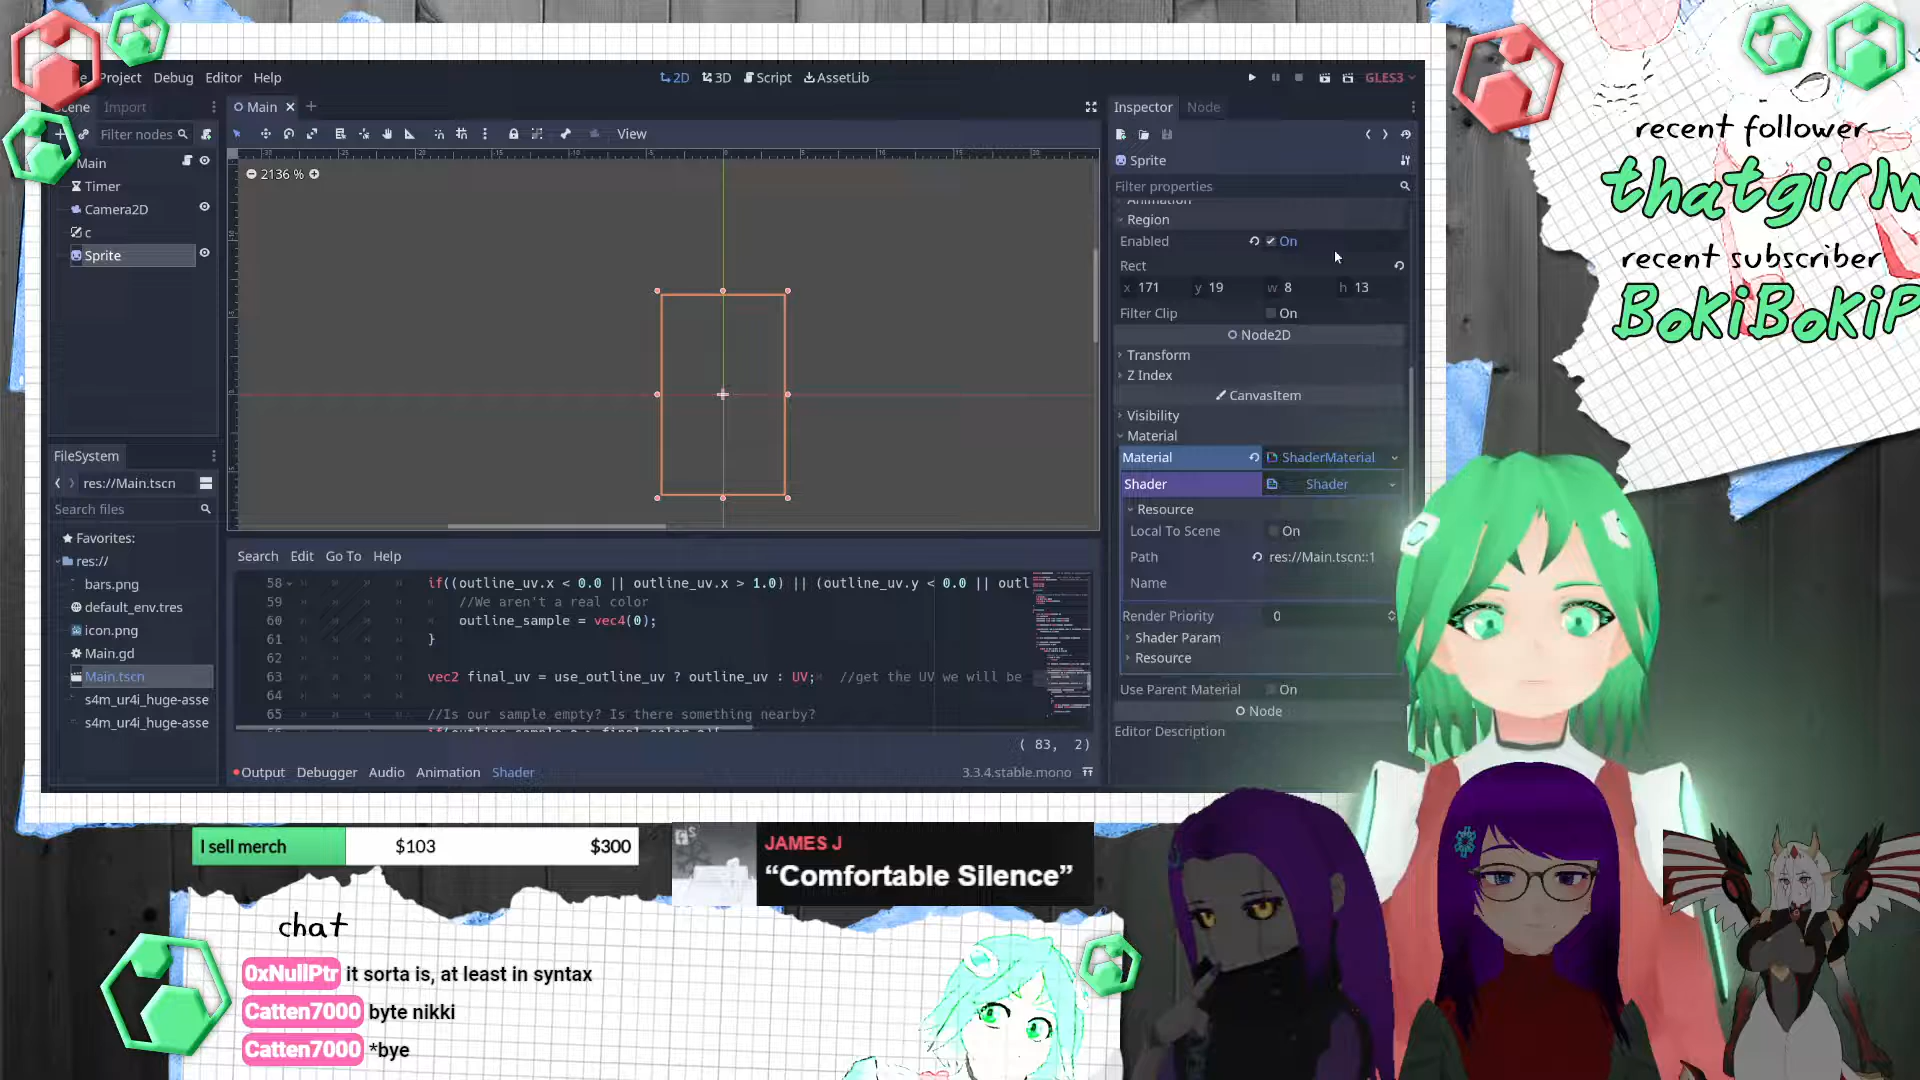 Project Debug Editor Help
2D 3D Script AssetLib
GLES3
Scene Import
Filter nodes
Main
Timer
Camera2D
c
Sprite
Main
View
2136 %
Inspector Node
Sprite
Filter properties
Animation
Region
Enabled On
Rect
x 171 y 19 w 8 h 13
Filter Clip On
Node2D
Transform
Z Index
CanvasItem
Visibility
Material
Material ShaderMaterial
Shader Shader
Resource
Local To Scene On
Path res://Main.tscn::1
Name
Render Priority 0
Shader Param
Resource
Use Parent Material On
Node
Editor Description
FileSystem
res://Main.tscn
Search files
Favorites:
res://
bars.png
default_env.tres
icon.png
Main.gd
Main.tscn
s4m_ur4i_huge-asse
s4m_ur4i_huge-asse
Search Edit Go To Help
58 if((outline_uv.x < 0.0 || outline_uv.x > 1.0) || (outline_uv.y < 0.0 || outl
59 //We aren't a real color
60 outline_sample = vec4(0);
61 }
62
63 vec2 final_uv = use_outline_uv ? outline_uv : UV; //get the UV we will be
64
65 //Is our sample empty? Is there something nearby?
( 83, 2)
Output Debugger Audio Animation Shader
3.3.4.stable.mono
recent follower
thatgirlw
recent subscriber
BokiBokiP
I sell merch $103 $300
JAMES J
“Comfortable Silence”
chat
0xNullPtr it sorta is, at least in syntax
Catten7000 byte nikki
Catten7000 *bye